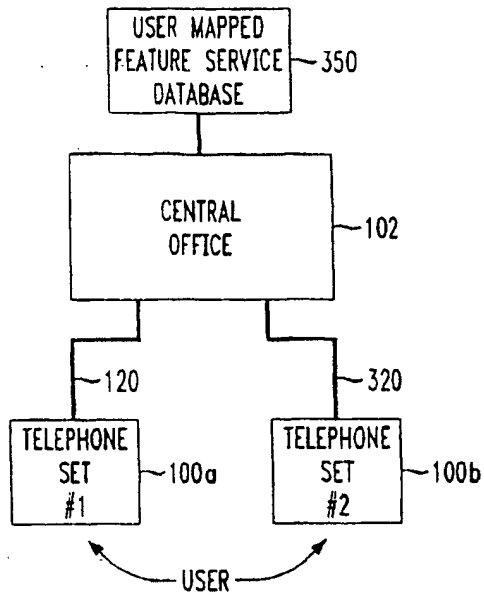 USER MAPPED
FEATURE SERVICE
DATABASE
350
CENTRAL
OFFICE
102
120
320
TELEPHONE
SET
#1
100a
TELEPHONE
SET
#2
100b
USER